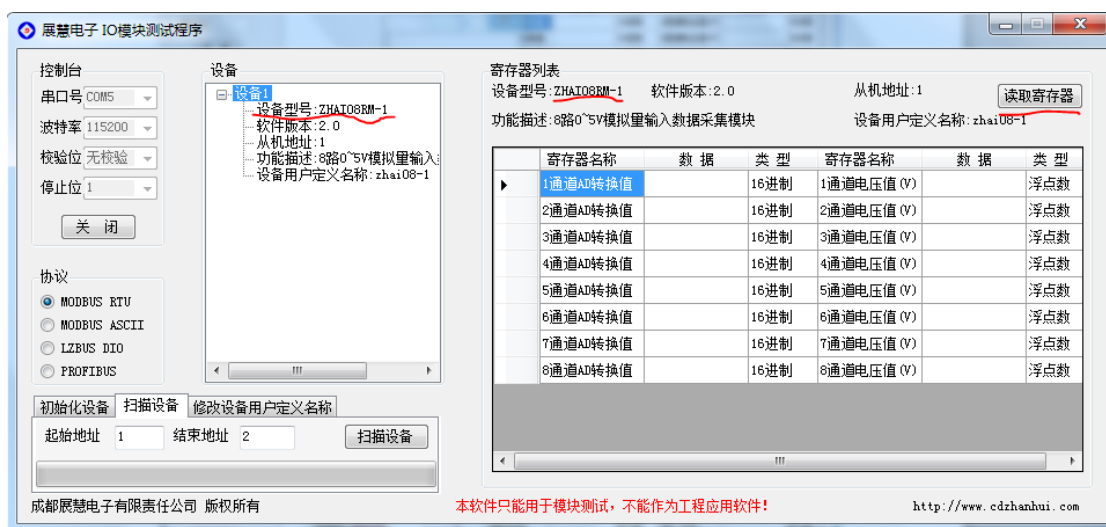 展慧电子 IO模块测试程序
控制台
串口号 COM5
波特率 115200
校验位 无校验
停止位 1
关 闭
协议
MODBUS RTU
MODBUS ASCII
LZBUS DIO
PROFIBUS
设备
设备1
设备型号:ZHAI08RM-1
软件版本:2.0
从机地址:1
功能描述:8路0~5V模拟量输入
设备用户定义名称:zhai08-1
初始化设备 扫描设备 修改设备用户定义名称
起始地址 1 结束地址 2 扫描设备
寄存器列表
设备型号:ZHAI08RM-1 软件版本:2.0 从机地址:1 读取寄存器
功能描述:8路0~5V模拟量输入数据采集模块 设备用户定义名称:zhai08-1
寄存器名称 数 据 类 型 寄存器名称 数 据 类 型
1通道AD转换值 16进制 1通道电压值(V) 浮点数
2通道AD转换值 16进制 2通道电压值(V) 浮点数
3通道AD转换值 16进制 3通道电压值(V) 浮点数
4通道AD转换值 16进制 4通道电压值(V) 浮点数
5通道AD转换值 16进制 5通道电压值(V) 浮点数
6通道AD转换值 16进制 6通道电压值(V) 浮点数
7通道AD转换值 16进制 7通道电压值(V) 浮点数
8通道AD转换值 16进制 8通道电压值(V) 浮点数
成都展慧电子有限责任公司 版权所有 本软件只能用于模块测试，不能作为工程应用软件! http://www.cdzhanhui.com